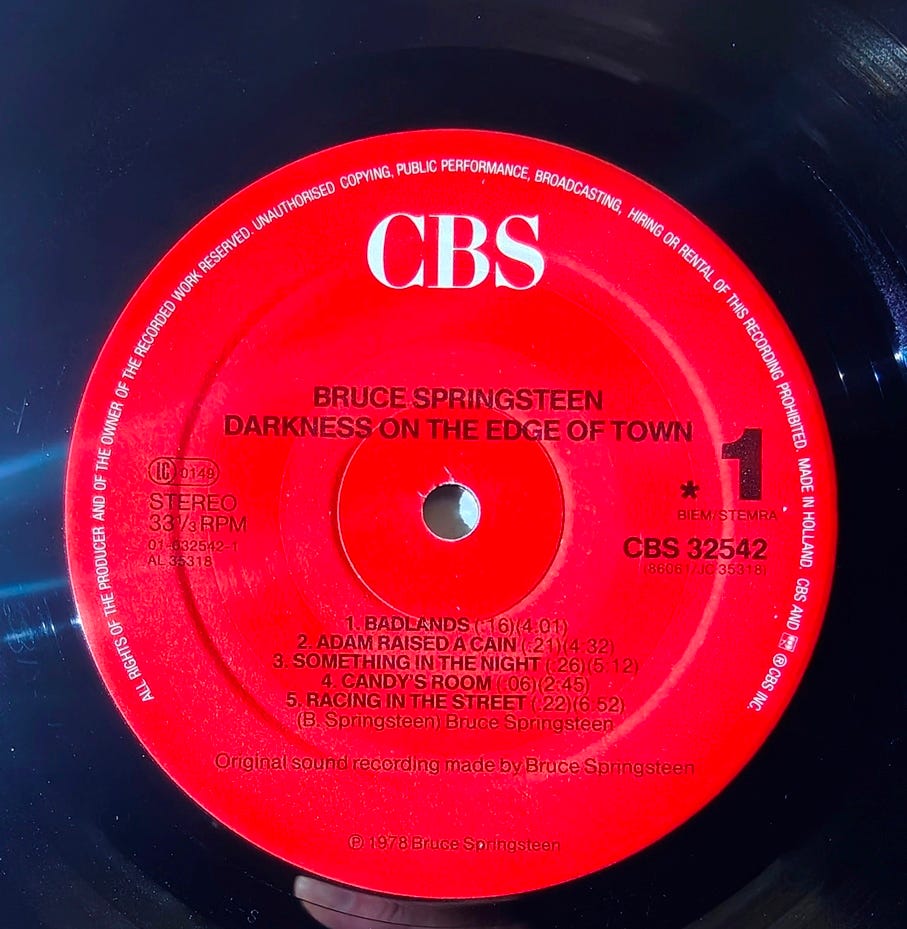 ALL RIGHTS OF THE PRODUCER AND OF THE OWNER OF THE RECORDED WORK RESERVED. UNAUTHORISED COPYING, PUBLIC PERFORMANCE, BROADCASTING, HIRING OR RENTAL OF THIS RECORDING PROHIBITED. MADE IN HOLLAND. CBS AND ® CBS INC.
CBS
BRUCE SPRINGSTEEN
DARKNESS ON THE EDGE OF TOWN
LC 0149
STEREO
33 1/3 RPM
01-032542-1
AL 35318
* 1
BIEM/STEMRA
CBS 32542
(86061/JC 35318)
1. BADLANDS (:16)(4.01)
2. ADAM RAISED A CAIN (.21)(4:32)
3. SOMETHING IN THE NIGHT (.26)(5.12)
4. CANDY'S ROOM (.06)(2:45)
5. RACING IN THE STREET (.22)(6.52)
(B. Springsteen) Bruce Springsteen
Original sound recording made by Bruce Springsteen
℗ 1978 Bruce Springsteen